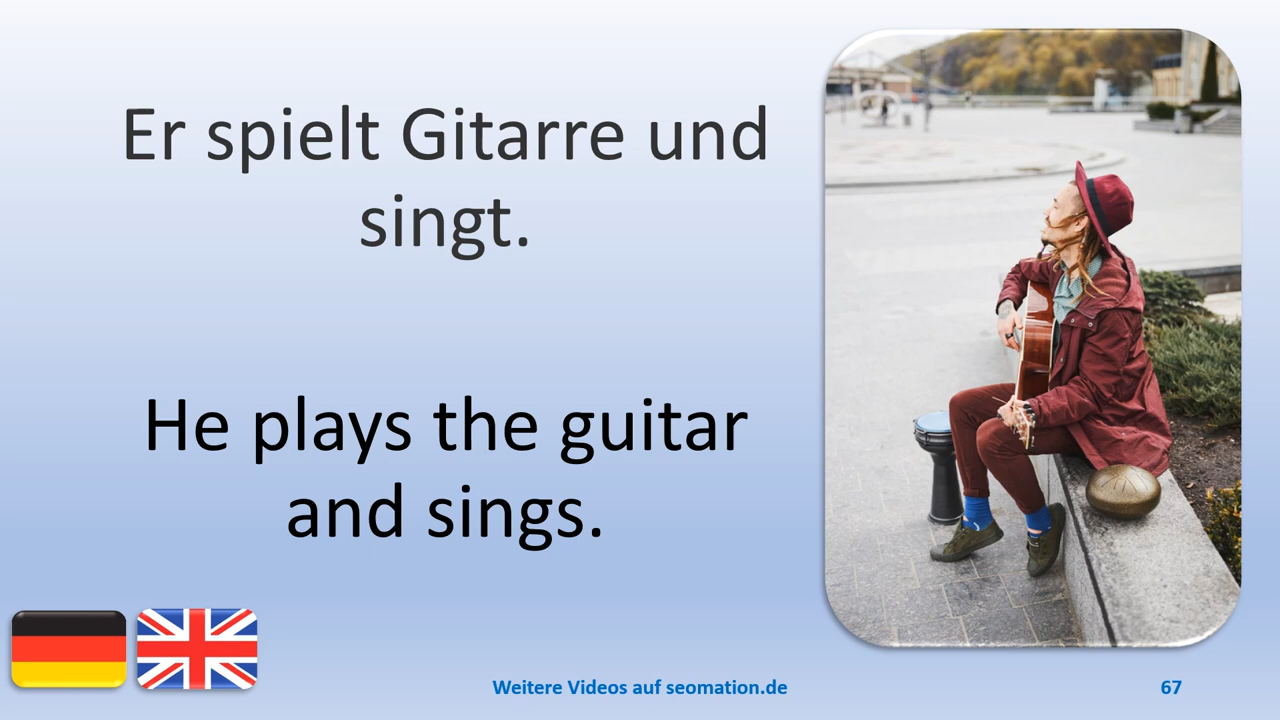 Er spielt Gitarre und
singt.
He plays the guitar
and sings.
Weitere Videos auf seomation.de
67